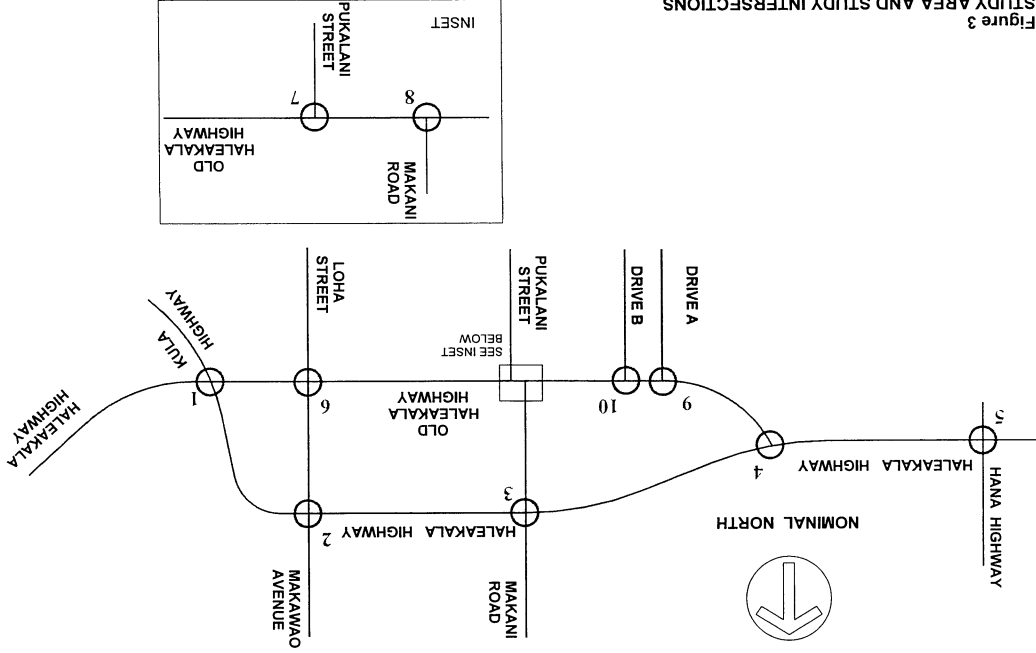 NOMINAL NORTH
HANA HIGHWAY
MAKANI
ROAD
MAKAWAO
AVENUE
HALEAKALA HIGHWAY
2
3
4
HALEAKALA HIGHWAY
5
HALEAKALA
HIGHWAY
OLD
HALEAKALA
HIGHWAY
1
6
9
10
KULA
HIGHWAY
DRIVE A
DRIVE B
PUKALANI
STREET
SEE INSET
BELOW
LOHA
STREET
MAKANI
ROAD
OLD
HALEAKALA
HIGHWAY
8
7
PUKALANI
STREET
INSET
Figure 3
STUDY AREA AND STUDY INTERSECTIONS